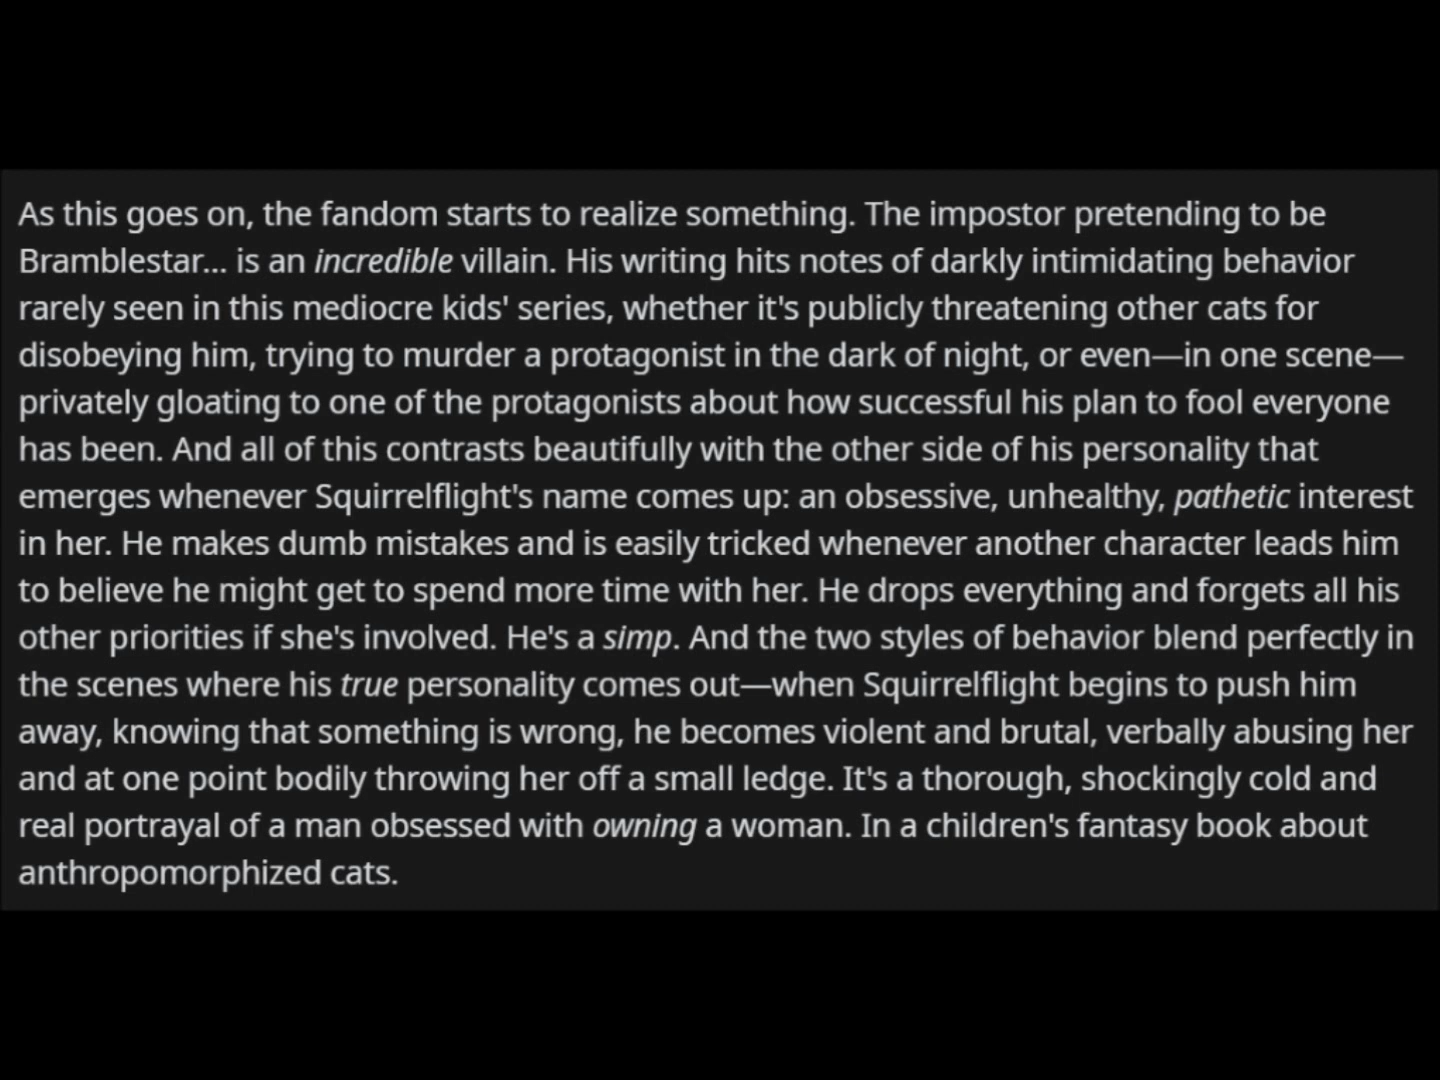 As this goes on, the fandom starts to realize something. The impostor pretending to be
Bramblestar... is an incredible villain. His writing hits notes of darkly intimidating behavior
rarely seen in this mediocre kids' series, whether it's publicly threatening other cats for
disobeying him, trying to murder a protagonist in the dark of night, or even—in one scene—
privately gloating to one of the protagonists about how successful his plan to fool everyone
has been. And all of this contrasts beautifully with the other side of his personality that
emerges whenever Squirrelflight's name comes up: an obsessive, unhealthy, pathetic interest
in her. He makes dumb mistakes and is easily tricked whenever another character leads him
to believe he might get to spend more time with her. He drops everything and forgets all his
other priorities if she's involved. He's a simp. And the two styles of behavior blend perfectly in
the scenes where his true personality comes out—when Squirrelflight begins to push him
away, knowing that something is wrong, he becomes violent and brutal, verbally abusing her
and at one point bodily throwing her off a small ledge. It's a thorough, shockingly cold and
real portrayal of a man obsessed with owning a woman. In a children's fantasy book about
anthropomorphized cats.